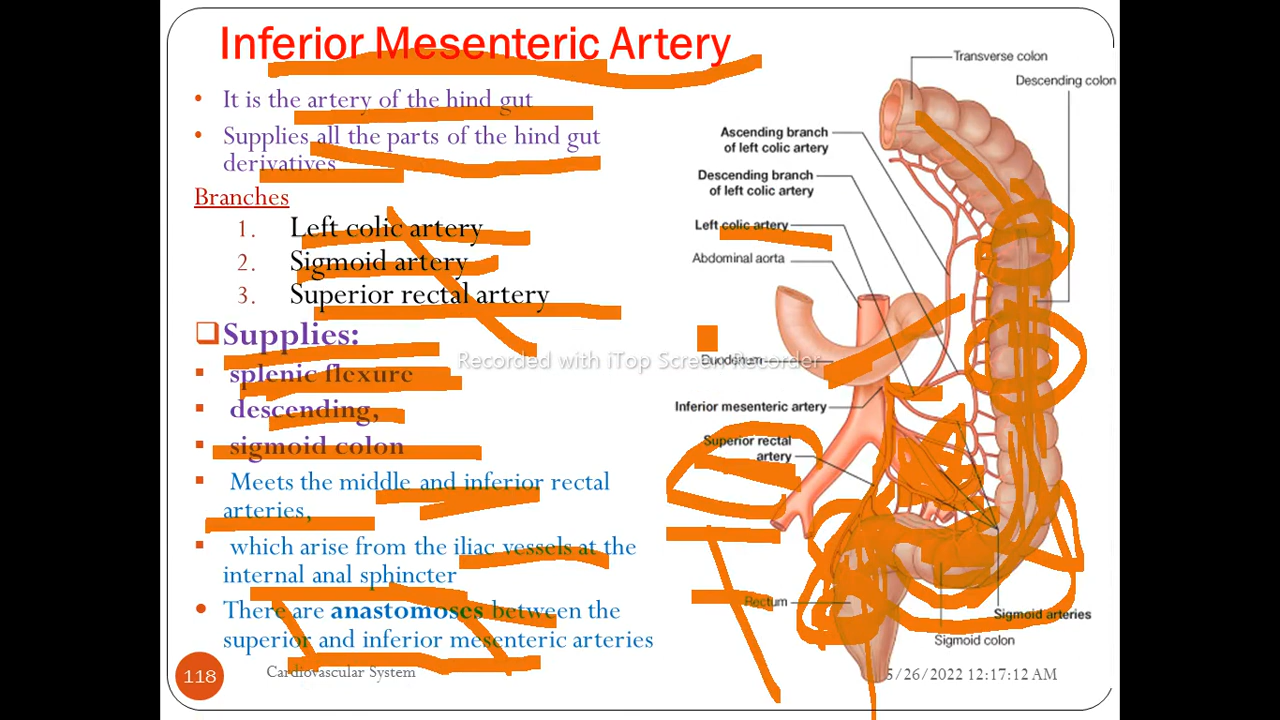 Inferior Mesenteric Artery
• It is the artery of the hind gut
• Supplies all the parts of the hind gut
derivatives
Branches
1. Left colic artery
2. Sigmoid artery
3. Superior rectal artery
Supplies:
splenic flexure
descending,
sigmoid colon
Meets the middle and inferior rectal
arteries,
which arise from the iliac vessels at the
internal anal sphincter
• There are anastomoses between the
superior and inferior mesenteric arteries
118
Cardiovascular System
5/26/2022 12:17:12 AM
Transverse colon
Descending colon
Ascending branch
of left colic artery
Descending branch
of left colic artery
Left colic artery
Abdominal aorta
Duodenum
Inferior mesenteric artery
Superior rectal
artery
Rectum
Sigmoid arteries
Sigmoid colon
Recorded with iTop Screen Recorder